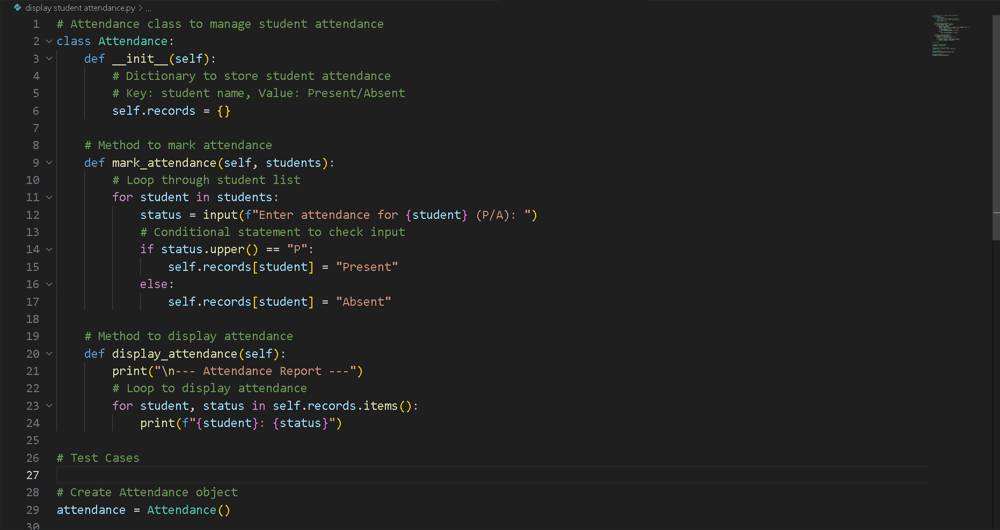 display student attendance.py > ...
1 # Attendance class to manage student attendance
2 class Attendance:
3     def __init__(self):
4         # Dictionary to store student attendance
5         # Key: student name, Value: Present/Absent
6         self.records = {}
7
8     # Method to mark attendance
9     def mark_attendance(self, students):
10         # Loop through student list
11         for student in students:
12             status = input(f"Enter attendance for {student} (P/A): ")
13             # Conditional statement to check input
14             if status.upper() == "P":
15                 self.records[student] = "Present"
16             else:
17                 self.records[student] = "Absent"
18
19     # Method to display attendance
20     def display_attendance(self):
21         print("\n--- Attendance Report ---")
22         # Loop to display attendance
23         for student, status in self.records.items():
24             print(f"{student}: {status}")
25
26 # Test Cases
27
28 # Create Attendance object
29 attendance = Attendance()
30